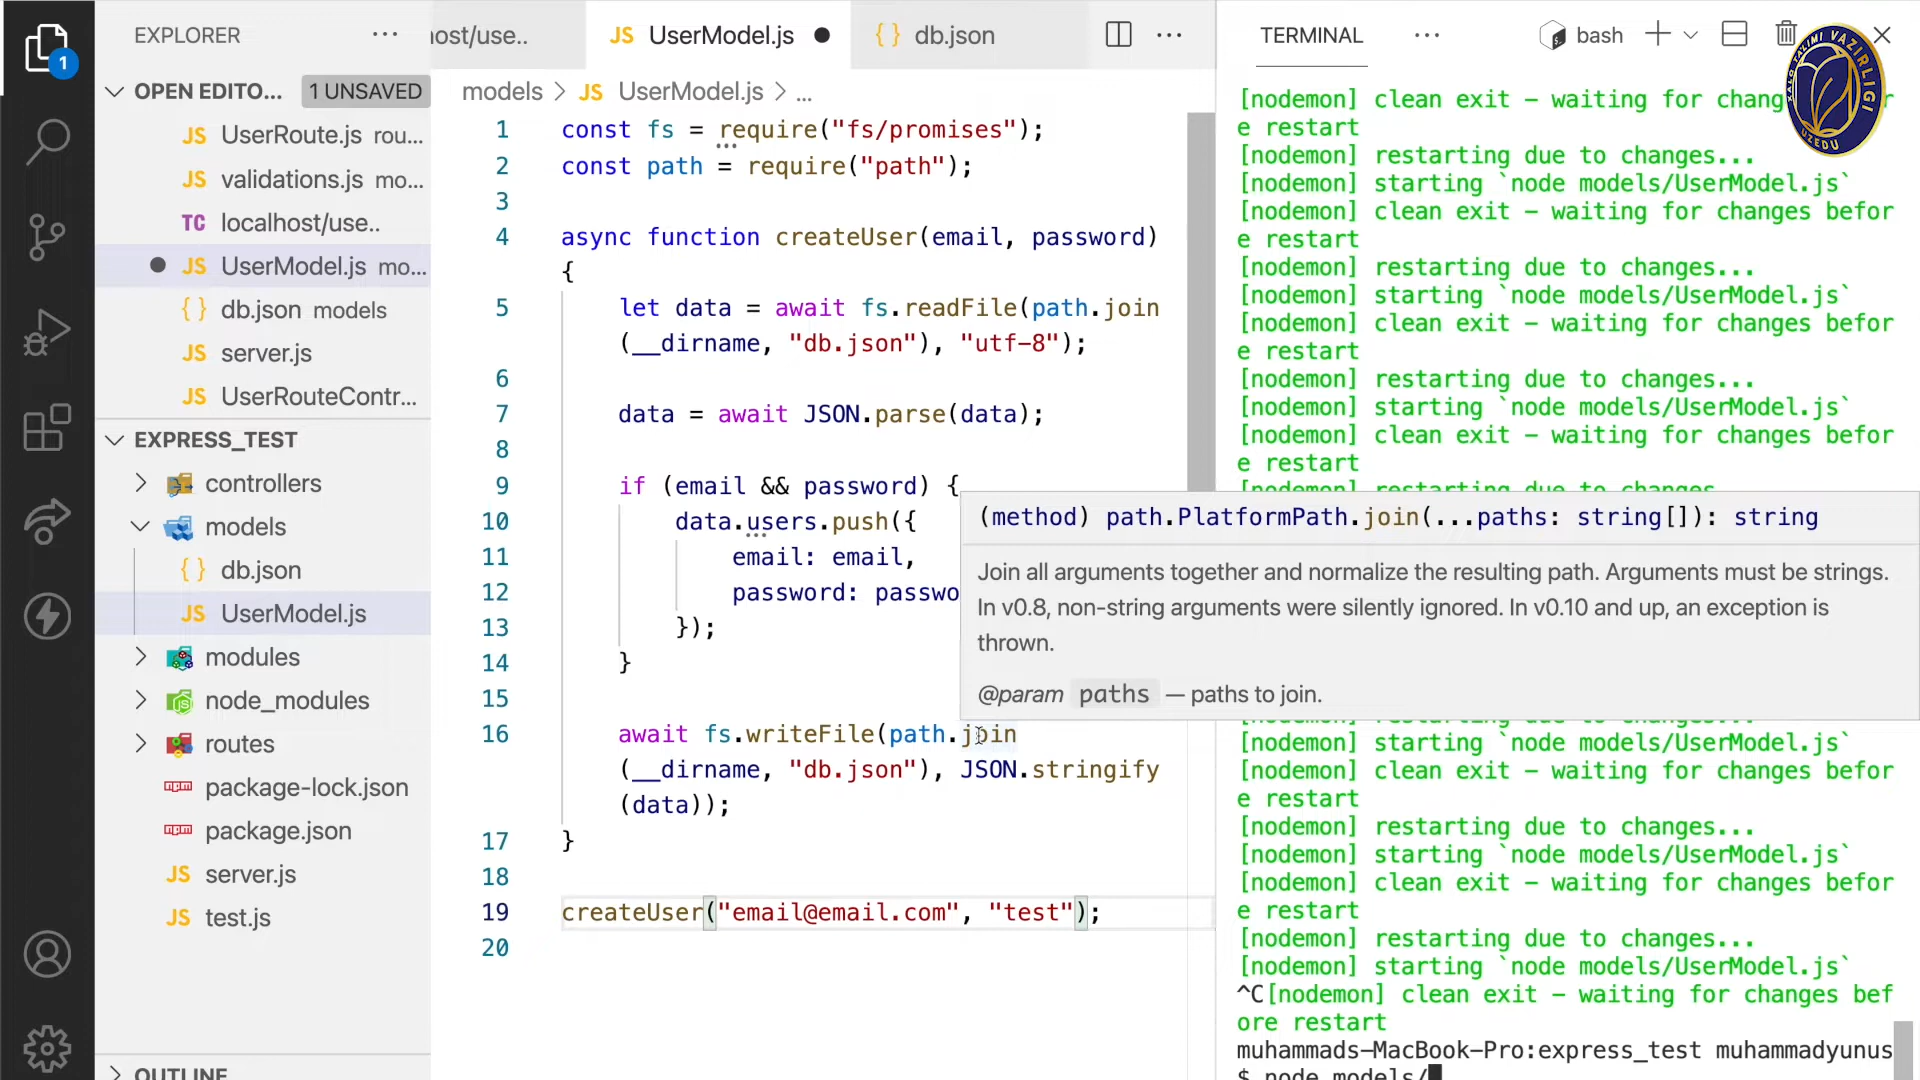 EXPLORER
OPEN EDITO... 1 UNSAVED
JS UserRoute.js rou...
JS validations.js mo...
TC localhost/use..
JS UserModel.js mo...
{ } db.json models
JS server.js
JS UserRouteContr...
EXPRESS_TEST
controllers
models
{ } db.json
JS UserModel.js
modules
node_modules
routes
package-lock.json
package.json
JS server.js
JS test.js
OUTLINE
1
ost/use..
JS UserModel.js
{ } db.json
models > JS UserModel.js > ...
1 const fs = require("fs/promises");
2 const path = require("path");
3
4 async function createUser(email, password)
{
5 let data = await fs.readFile(path.join
(__dirname, "db.json"), "utf-8");
6
7 data = await JSON.parse(data);
8
9 if (email && password) {
10 data.users.push({
11 email: email,
12 password: passwo
13 });
14 }
15
16 await fs.writeFile(path.join
(__dirname, "db.json"), JSON.stringify
(data));
17 }
18
19 createUser("email@email.com", "test");
20
(method) path.PlatformPath.join(...paths: string[]): string
Join all arguments together and normalize the resulting path. Arguments must be strings.
In v0.8, non-string arguments were silently ignored. In v0.10 and up, an exception is
thrown.
@param paths — paths to join.
TERMINAL
bash
XALQ TALIMI VAZIRLIGI
UZEDU
[nodemon] clean exit - waiting for chang
e restart
[nodemon] restarting due to changes...
[nodemon] starting `node models/UserModel.js`
[nodemon] clean exit - waiting for changes befor
e restart
[nodemon] restarting due to changes...
[nodemon] starting `node models/UserModel.js`
[nodemon] clean exit - waiting for changes befor
e restart
[nodemon] restarting due to changes...
[nodemon] starting `node models/UserModel.js`
[nodemon] clean exit - waiting for changes befor
e restart
[nodemon] restarting due to changes
[nodemon] restarting due to changes...
[nodemon] starting `node models/UserModel.js`
[nodemon] clean exit - waiting for changes befor
e restart
[nodemon] restarting due to changes...
[nodemon] starting `node models/UserModel.js`
[nodemon] clean exit - waiting for changes befor
e restart
[nodemon] restarting due to changes...
[nodemon] starting `node models/UserModel.js`
^C[nodemon] clean exit - waiting for changes bef
ore restart
muhammads-MacBook-Pro:express_test muhammadyunus
$ node models/